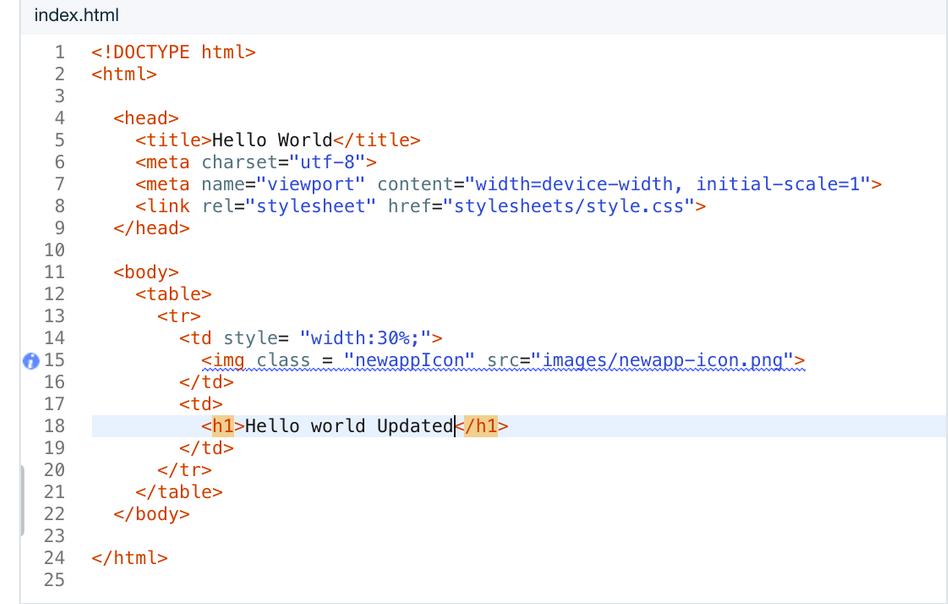 index.html
1 <!DOCTYPE html>
2 <html>
3
4   <head>
5     <title>Hello World</title>
6     <meta charset="utf-8">
7     <meta name="viewport" content="width=device-width, initial-scale=1">
8     <link rel="stylesheet" href="stylesheets/style.css">
9   </head>
10
11   <body>
12     <table>
13       <tr>
14         <td style= "width:30%;">
15           <img class = "newappIcon" src="images/newapp-icon.png">
16         </td>
17         <td>
18           <h1>Hello world Updated</h1>
19         </td>
20       </tr>
21     </table>
22   </body>
23
24 </html>
25